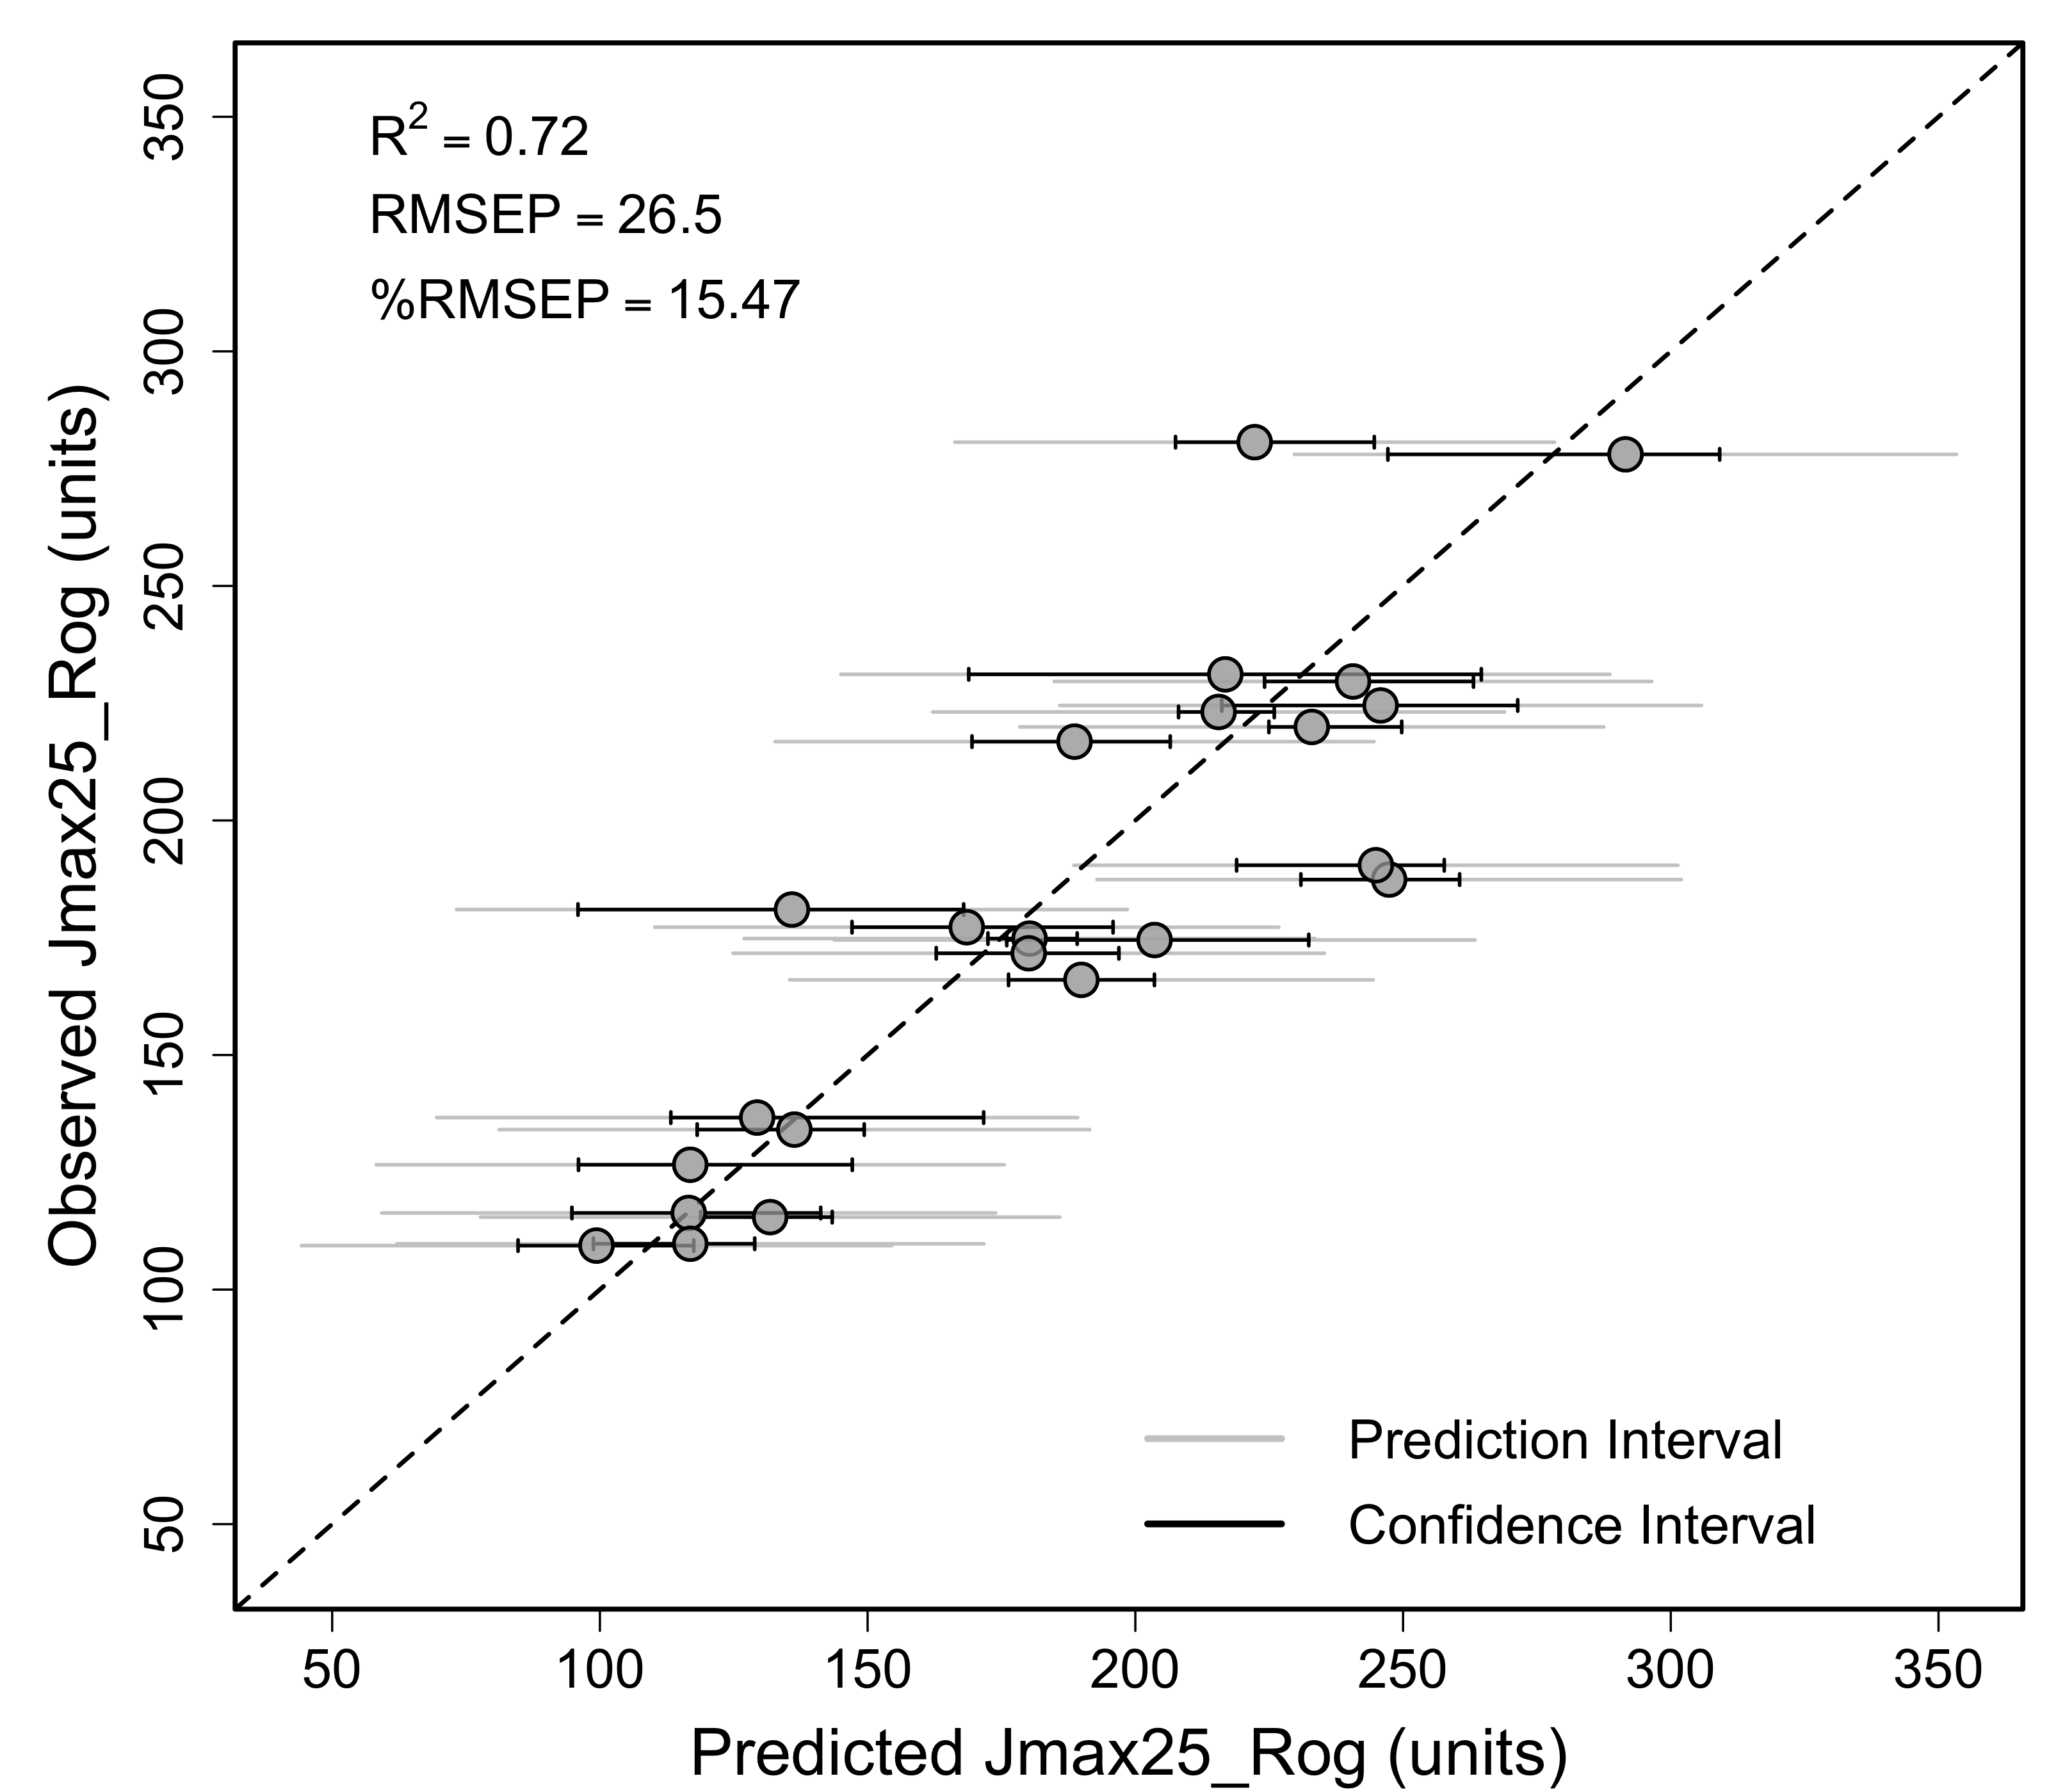 R² = 0.72
RMSEP = 26.5
%RMSEP = 15.47
Observed Jmax25_Rog (units)
350
300
250
200
150
100
50
Prediction Interval
Confidence Interval
50 100 150 200 250 300 350
Predicted Jmax25_Rog (units)